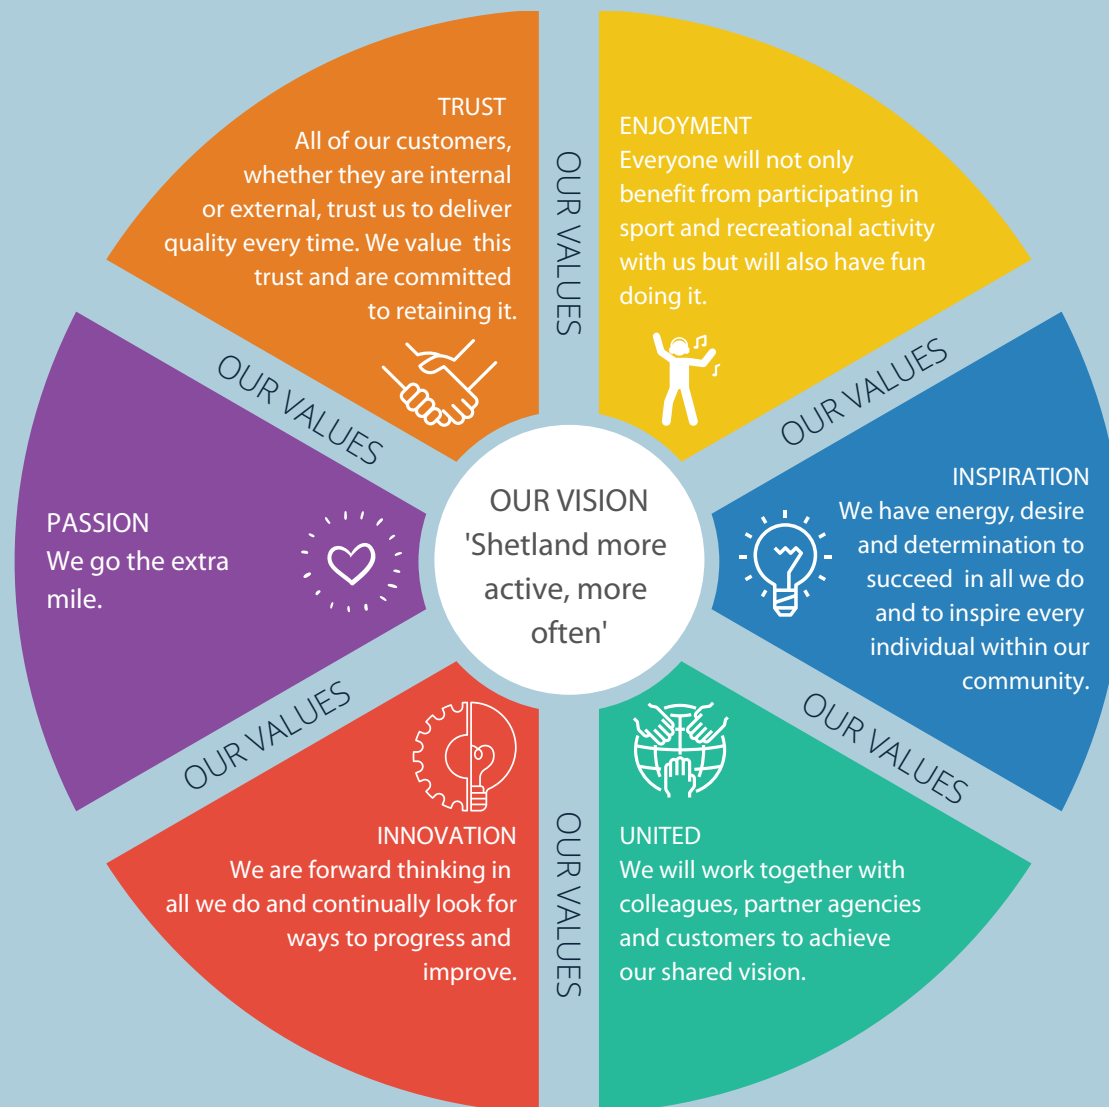 TRUST
All of our customers,
whether they are internal
or external, trust us to deliver
quality every time. We value this
trust and are committed
to retaining it.
OUR VALUES
ENJOYMENT
Everyone will not only
benefit from participating in
sport and recreational activity
with us but will also have fun
doing it.
OUR VALUES
INSPIRATION
We have energy, desire
and determination to
succeed in all we do
and to inspire every
individual within our
community.
OUR VALUES
UNITED
We will work together with
colleagues, partner agencies
and customers to achieve
our shared vision.
OUR VALUES
INNOVATION
We are forward thinking in
all we do and continually look for
ways to progress and
improve.
OUR VALUES
PASSION
We go the extra
mile.
OUR VALUES
OUR VISION
'Shetland more
active, more
often'